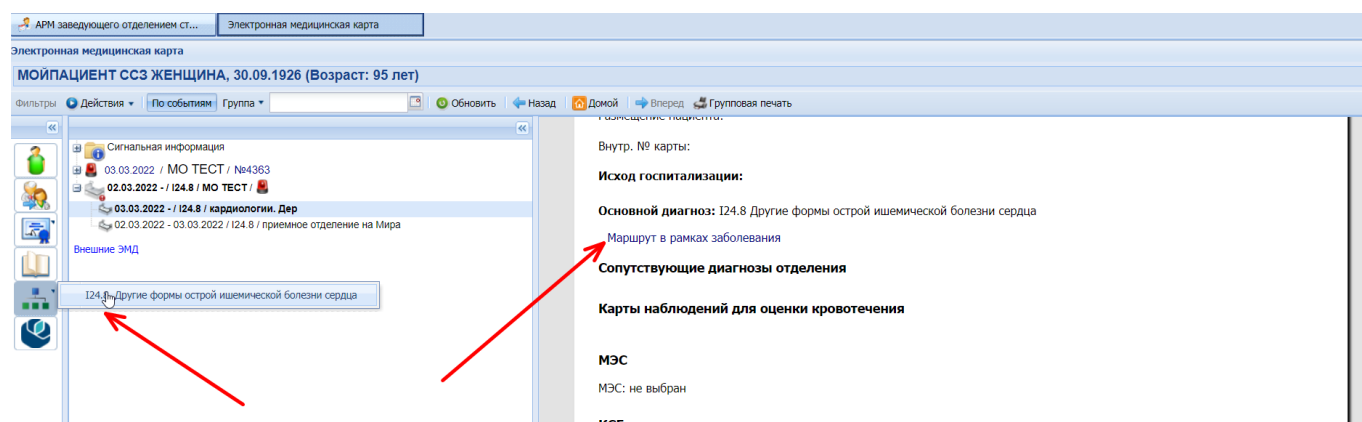 АРМ заведующего отделением ст...
Электронная медицинская карта
Электронная медицинская карта
МОЙПАЦИЕНТ ССЗ ЖЕНЩИНА, 30.09.1926 (Возраст: 95 лет)
Фильтры Действия По событиям Группа Обновить Назад Домой Вперед Групповая печать
Сигнальная информация
03.03.2022 / МО ТЕСТ / №4363
02.03.2022 - / I24.8 / МО ТЕСТ /
03.03.2022 - / I24.8 / кардиологии. Дер
02.03.2022 - 03.03.2022 / I24.8 / приемное отделение на Мира
Внешние ЭМД
Другие формы острой ишемической болезни сердца
Размещение пациента:
Внутр. № карты:
Исход госпитализации:
Основной диагноз: I24.8 Другие формы острой ишемической болезни сердца
Маршрут в рамках заболевания
Сопутствующие диагнозы отделения
Карты наблюдений для оценки кровотечения
МЭС
МЭС: не выбран